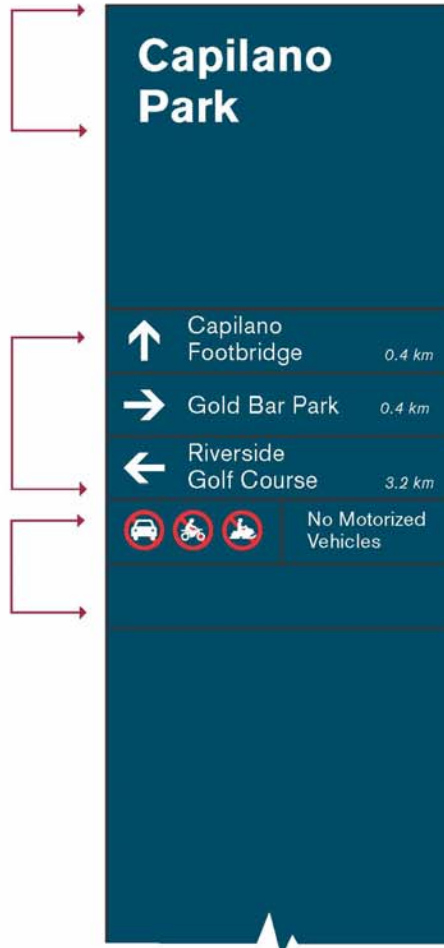 Capilano
Park
Capilano
Footbridge 0.4 km
Gold Bar Park 0.4 km
Riverside
Golf Course 3.2 km
No Motorized
Vehicles